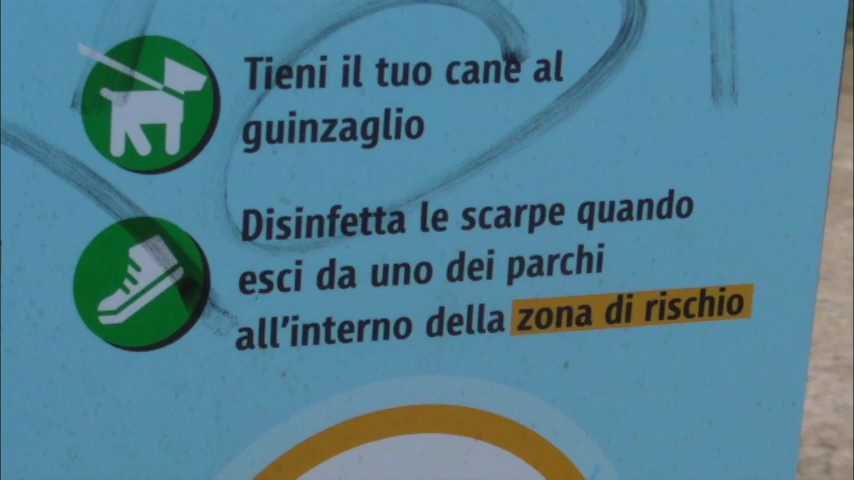 Tieni il tuo cane al
guinzaglio
Disinfetta le scarpe quando
esci da uno dei parchi
all'interno della zona di rischio